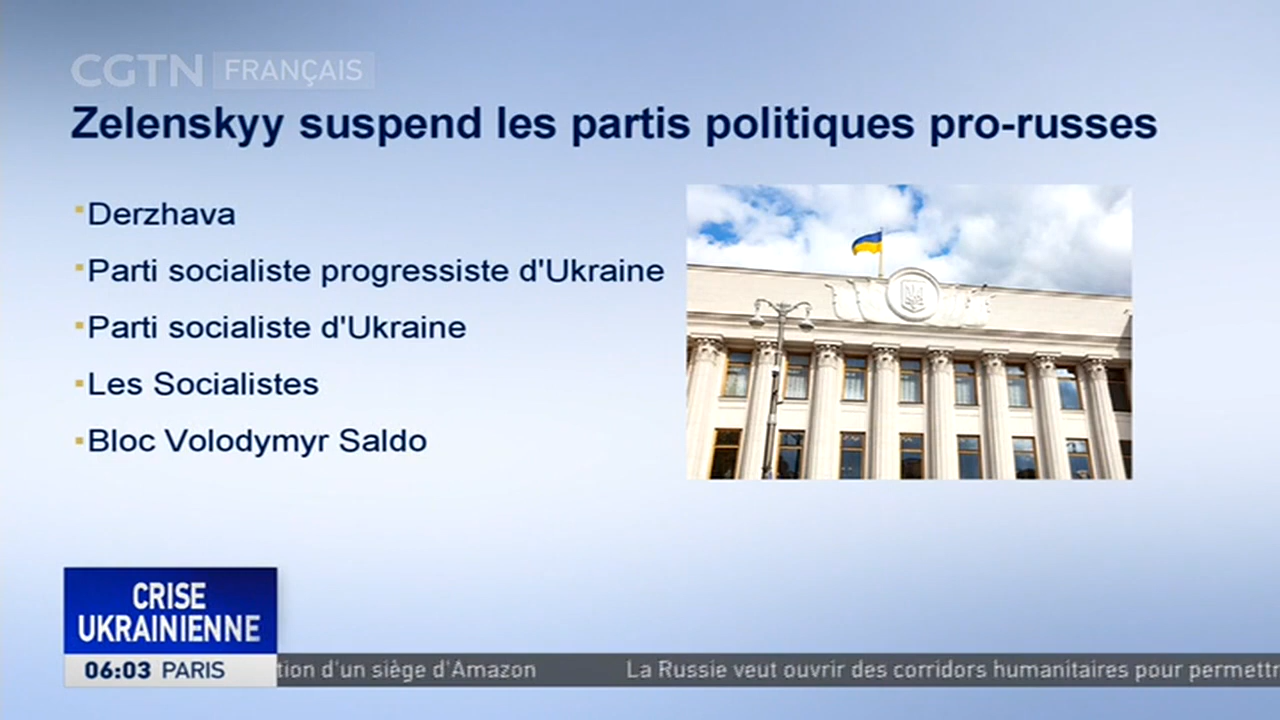 CGTN FRANÇAIS
Zelenskyy suspend les partis politiques pro-russes
Derzhava
Parti socialiste progressiste d'Ukraine
Parti socialiste d'Ukraine
Les Socialistes
Bloc Volodymyr Saldo
CRISE
UKRAINIENNE
06:03 PARIS
tion d'un siège d'Amazon La Russie veut ouvrir des corridors humanitaires pour permettr